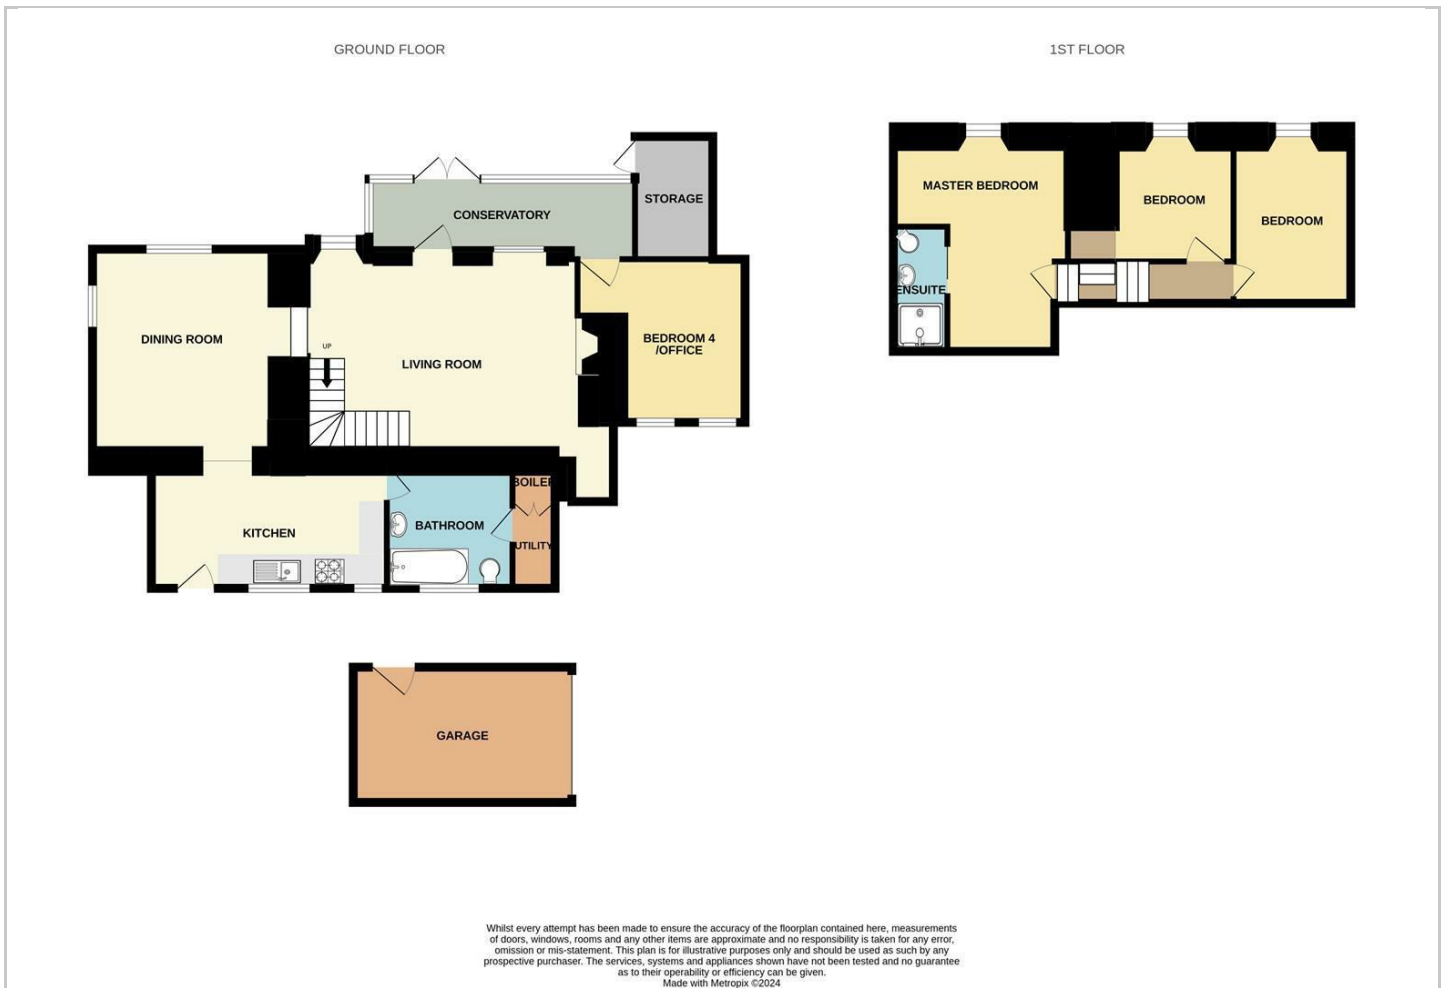 GROUND FLOOR
1ST FLOOR
STORAGE
CONSERVATORY
DINING ROOM
UP
LIVING ROOM
BEDROOM 4
/OFFICE
BOILER
KITCHEN
BATHROOM
UTILITY
GARAGE
MASTER BEDROOM
BEDROOM
BEDROOM
ENSUITE
Whilst every attempt has been made to ensure the accuracy of the floorplan contained here, measurements
of doors, windows, rooms and any other items are approximate and no responsibility is taken for any error,
omission or mis-statement. This plan is for illustrative purposes only and should be used as such by any
prospective purchaser. The services, systems and appliances shown have not been tested and no guarantee
as to their operability or efficiency can be given.
Made with Metropix ©2024